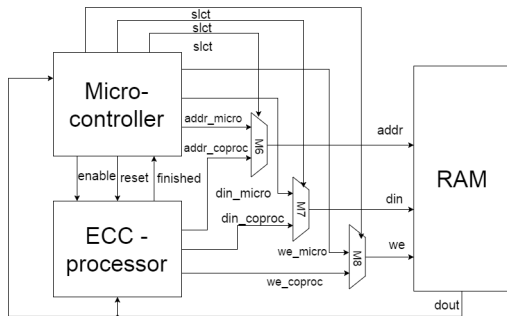 slct
slct
slct
Micro-
controller
addr_micro
addr_coproc
M6
addr
RAM
enable
reset
finished
din_micro
din_coproc
M7
din
ECC -
processor
we_micro
we_coproc
M8
we
dout